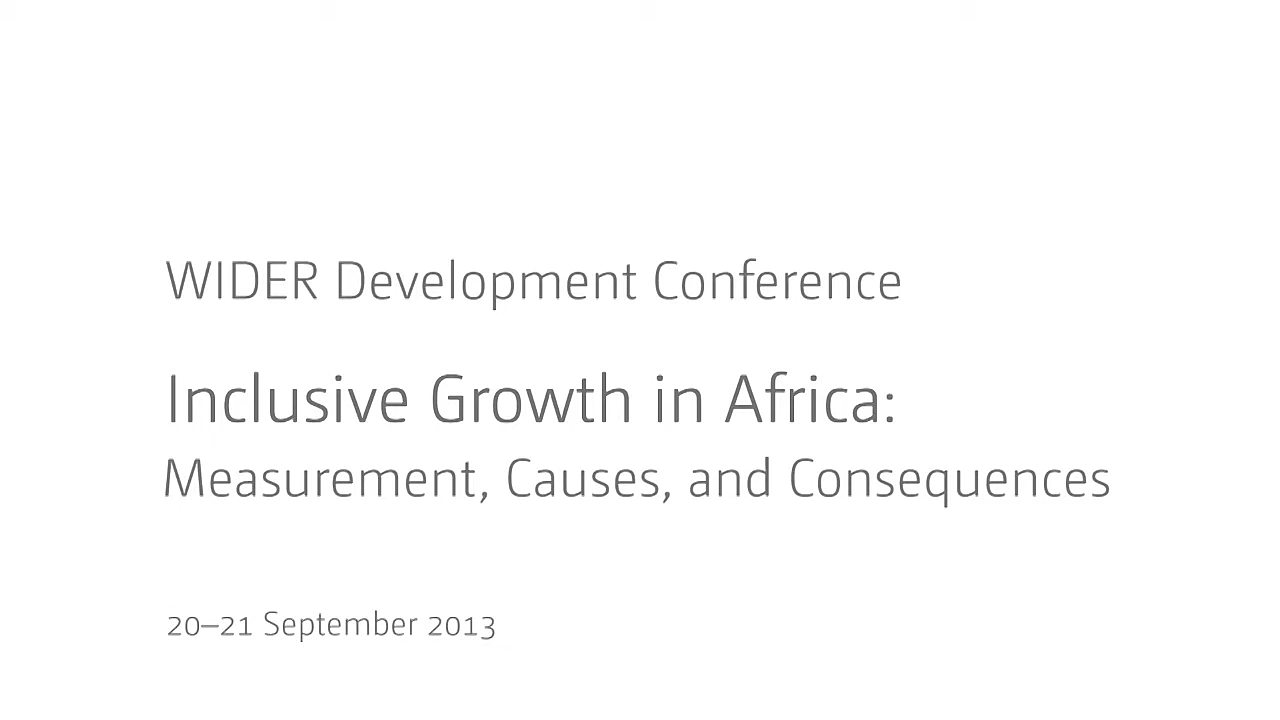 WIDER Development Conference
Inclusive Growth in Africa:
Measurement, Causes, and Consequences
20–21 September 2013